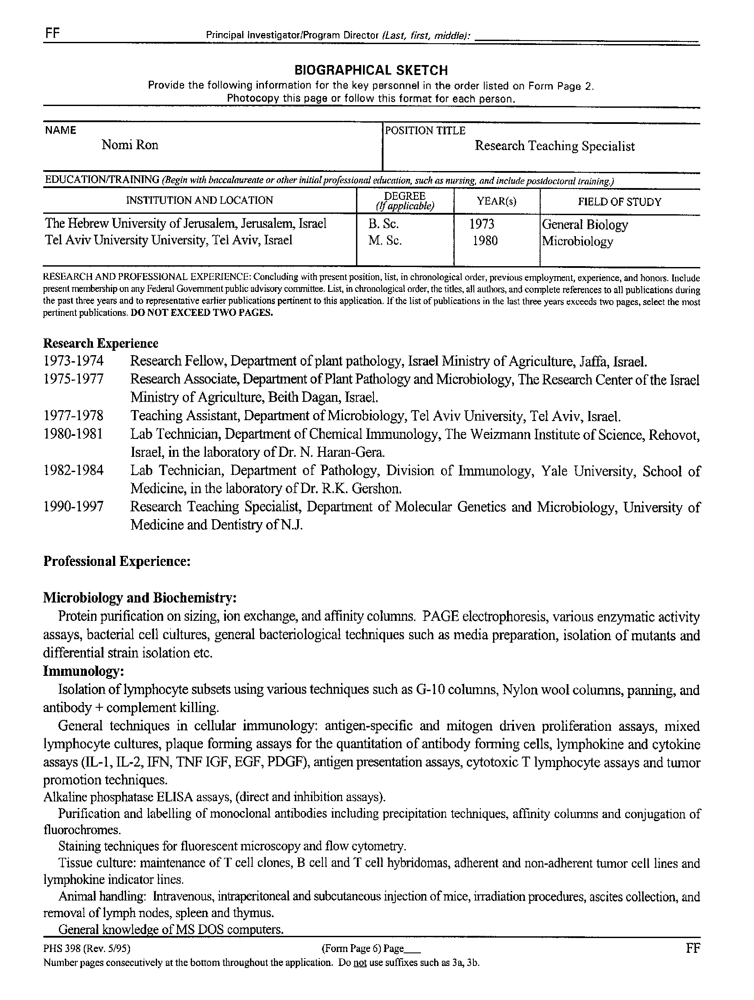 FF
Principal Investigator/Program Director (Last, first, middle):
BIOGRAPHICAL SKETCH
Provide the following information for the key personnel in the order listed on Form Page 2.
Photocopy this page or follow this format for each person.
NAME
Nomi Ron
POSITION TITLE
Research Teaching Specialist
EDUCATION/TRAINING (Begin with baccalaureate or other initial professional education, such as nursing, and include postdoctoral training.)
INSTITUTION AND LOCATION
DEGREE
(If applicable)
YEAR(s)
FIELD OF STUDY
The Hebrew University of Jerusalem, Jerusalem, Israel B. Sc. 1973 General Biology
Tel Aviv University University, Tel Aviv, Israel M. Sc. 1980 Microbiology
RESEARCH AND PROFESSIONAL EXPERIENCE: Concluding with present position, list, in chronological order, previous employment, experience, and honors. Include
present membership on any Federal Government public advisory committee. List, in chronological order, the titles, all authors, and complete references to all publications during
the past three years and to representative earlier publications pertinent to this application. If the list of publications in the last three years exceeds two pages, select the most
pertinent publications. DO NOT EXCEED TWO PAGES.
Research Experience
1973-1974 Research Fellow, Department of plant pathology, Israel Ministry of Agriculture, Jaffa, Israel.
1975-1977 Research Associate, Department of Plant Pathology and Microbiology, The Research Center of the Israel
Ministry of Agriculture, Beith Dagan, Israel.
1977-1978 Teaching Assistant, Department of Microbiology, Tel Aviv University, Tel Aviv, Israel.
1980-1981 Lab Technician, Department of Chemical Immunology, The Weizmann Institute of Science, Rehovot,
Israel, in the laboratory of Dr. N. Haran-Gera.
1982-1984 Lab Technician, Department of Pathology, Division of Immunology, Yale University, School of
Medicine, in the laboratory of Dr. R.K. Gershon.
1990-1997 Research Teaching Specialist, Department of Molecular Genetics and Microbiology, University of
Medicine and Dentistry of N.J.
Professional Experience:
Microbiology and Biochemistry:
Protein purification on sizing, ion exchange, and affinity columns. PAGE electrophoresis, various enzymatic activity
assays, bacterial cell cultures, general bacteriological techniques such as media preparation, isolation of mutants and
differential strain isolation etc.
Immunology:
Isolation of lymphocyte subsets using various techniques such as G-10 columns, Nylon wool columns, panning, and
antibody + complement killing.
General techniques in cellular immunology: antigen-specific and mitogen driven proliferation assays, mixed
lymphocyte cultures, plaque forming assays for the quantitation of antibody forming cells, lymphokine and cytokine
assays (IL-1, IL-2, IFN, TNF IGF, EGF, PDGF), antigen presentation assays, cytotoxic T lymphocyte assays and tumor
promotion techniques.
Alkaline phosphatase ELISA assays, (direct and inhibition assays).
Purification and labelling of monoclonal antibodies including precipitation techniques, affinity columns and conjugation of
fluorochromes.
Staining techniques for fluorescent microscopy and flow cytometry.
Tissue culture: maintenance of T cell clones, B cell and T cell hybridomas, adherent and non-adherent tumor cell lines and
lymphokine indicator lines.
Animal handling: Intravenous, intraperitoneal and subcutaneous injection of mice, irradiation procedures, ascites collection, and
removal of lymph nodes, spleen and thymus.
General knowledge of MS DOS computers.
PHS 398 (Rev. 5/95) (Form Page 6) Page___ FF
Number pages consecutively at the bottom throughout the application. Do not use suffixes such as 3a, 3b.